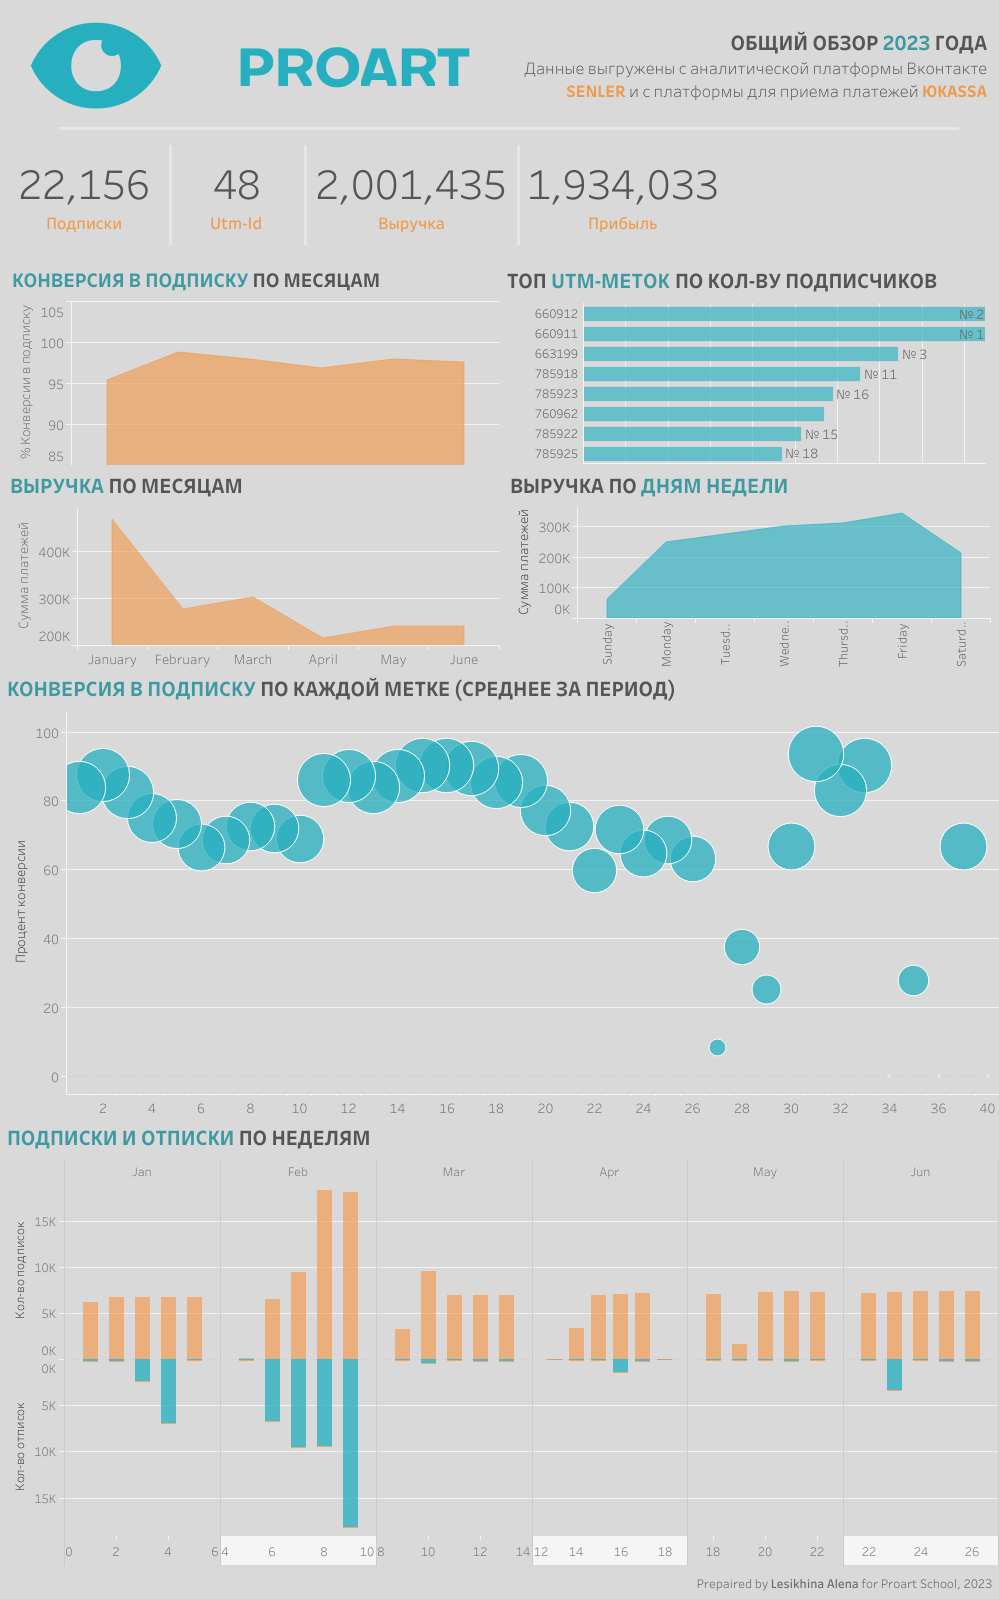 PROART
ОБЩИЙ ОБЗОР 2023 ГОДА
Данные выгружены с аналитической платформы Вконтакте
SENLER и с платформы для приема платежей ЮKASSA
22,156
Подписки
48
Utm-Id
2,001,435
Выручка
1,934,033
Прибыль
КОНВЕРСИЯ В ПОДПИСКУ ПО МЕСЯЦАМ
% Конверсии в подписку
105
100
95
90
85
ТОП UTM-МЕТОК ПО КОЛ-ВУ ПОДПИСЧИКОВ
660912 № 2
660911 № 1
663199 № 3
785918 № 11
785923 № 16
760962
785922 № 15
785925 № 18
ВЫРУЧКА ПО МЕСЯЦАМ
Сумма платежей
400K
300K
200K
January February March April May June
ВЫРУЧКА ПО ДНЯМ НЕДЕЛИ
Сумма платежей
300K
200K
100K
0K
Sunday Monday Tuesd.. Wedne.. Thursd.. Friday Saturd..
КОНВЕРСИЯ В ПОДПИСКУ ПО КАЖДОЙ МЕТКЕ (СРЕДНЕЕ ЗА ПЕРИОД)
Процент конверсии
100
80
60
40
20
0
2 4 6 8 10 12 14 16 18 20 22 24 26 28 30 32 34 36 40
ПОДПИСКИ И ОТПИСКИ ПО НЕДЕЛЯМ
Jan Feb Mar Apr May Jun
Кол-во подписок
15K
10K
5K
0K
Кол-во отписок
0K
5K
10K
15K
0 2 4 6 4 6 8 10 8 10 12 14 12 14 16 18 18 20 22 22 24 26
Prepaired by Lesikhina Alena for Proart School, 2023